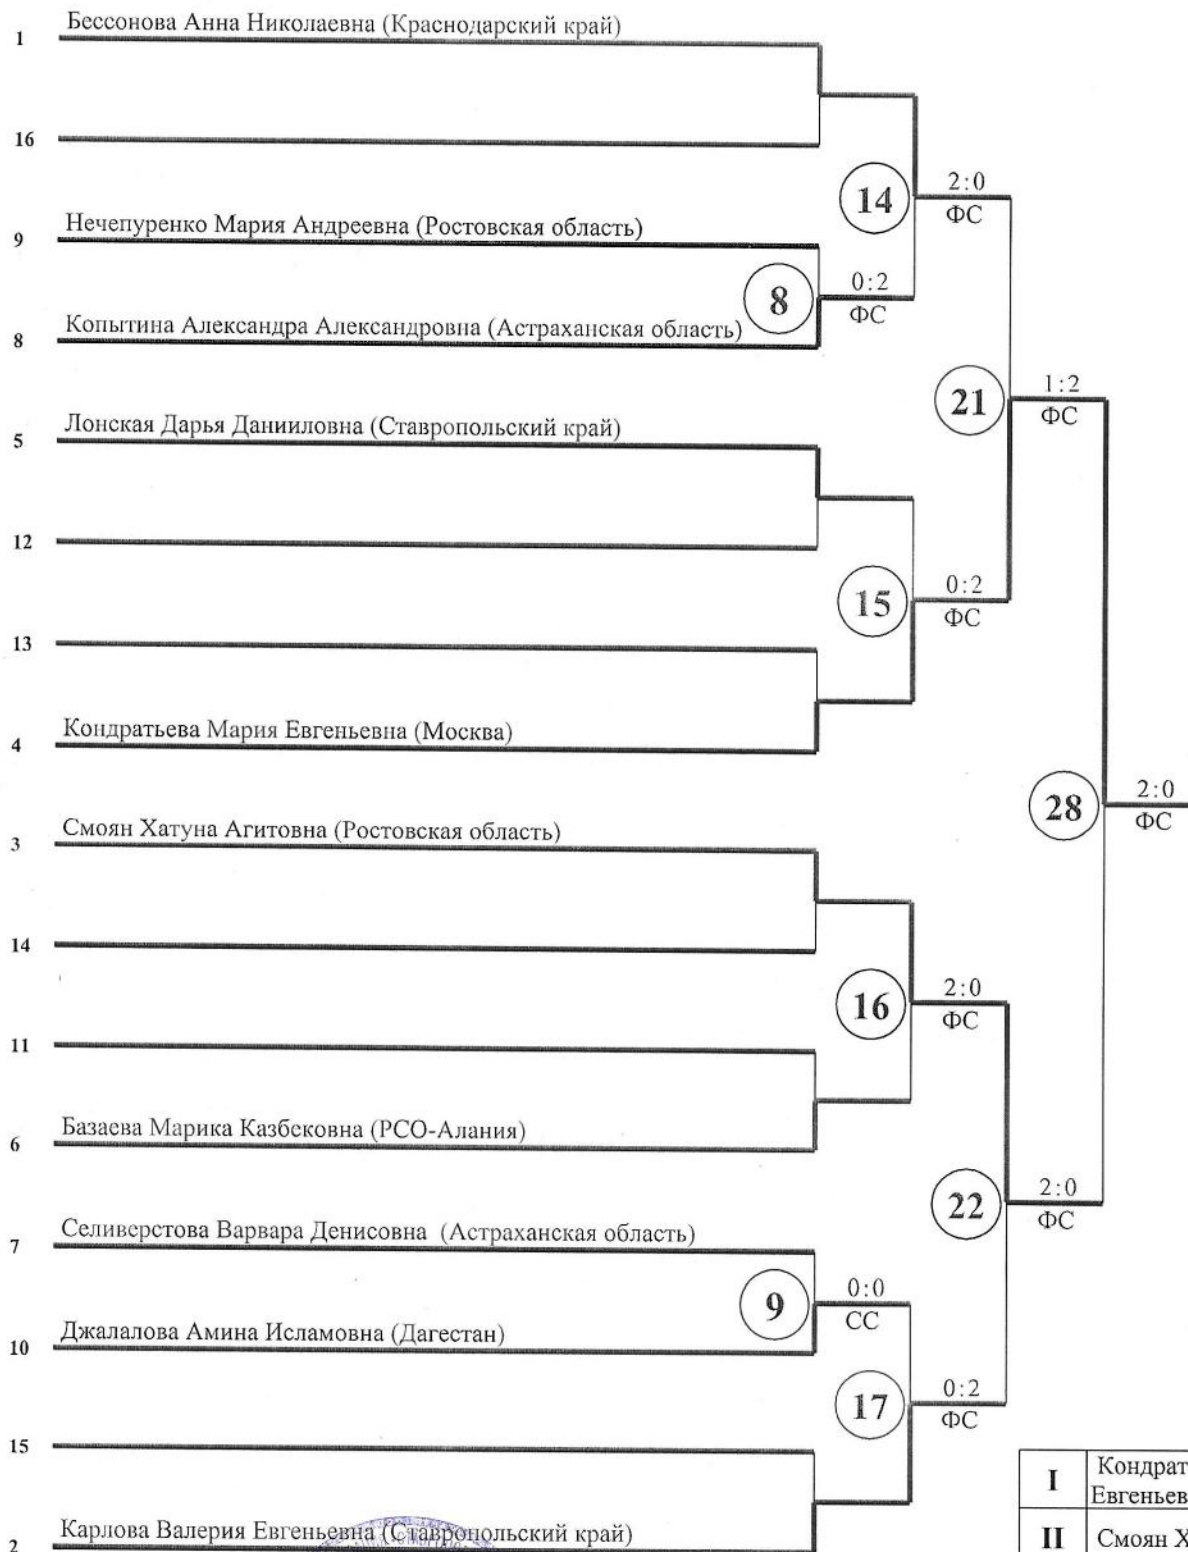 1 Бессонова Анна Николаевна (Краснодарский край)
16
14 2:0
ФС
9 Нечепуренко Мария Андреевна (Ростовская область)
8 0:2
ФС
8 Копытина Александра Александровна (Астраханская область)
21 1:2
ФС
5 Лонская Дарья Данииловна (Ставропольский край)
12
15 0:2
ФС
13
4 Кондратьева Мария Евгеньевна (Москва)
28 2:0
ФС
3 Смоян Хатуна Агитовна (Ростовская область)
14
16 2:0
ФС
11
6 Базаева Марика Казбековна (РСО-Алания)
22 2:0
ФС
7 Селиверстова Варвара Денисовна (Астраханская область)
9 0:0
СС
10 Джалалова Амина Исламовна (Дагестан)
17 0:2
ФС
15
2 Карлова Валерия Евгеньевна (Ставропольский край)
I Кондрат
Евгеньев
II Смоян Х